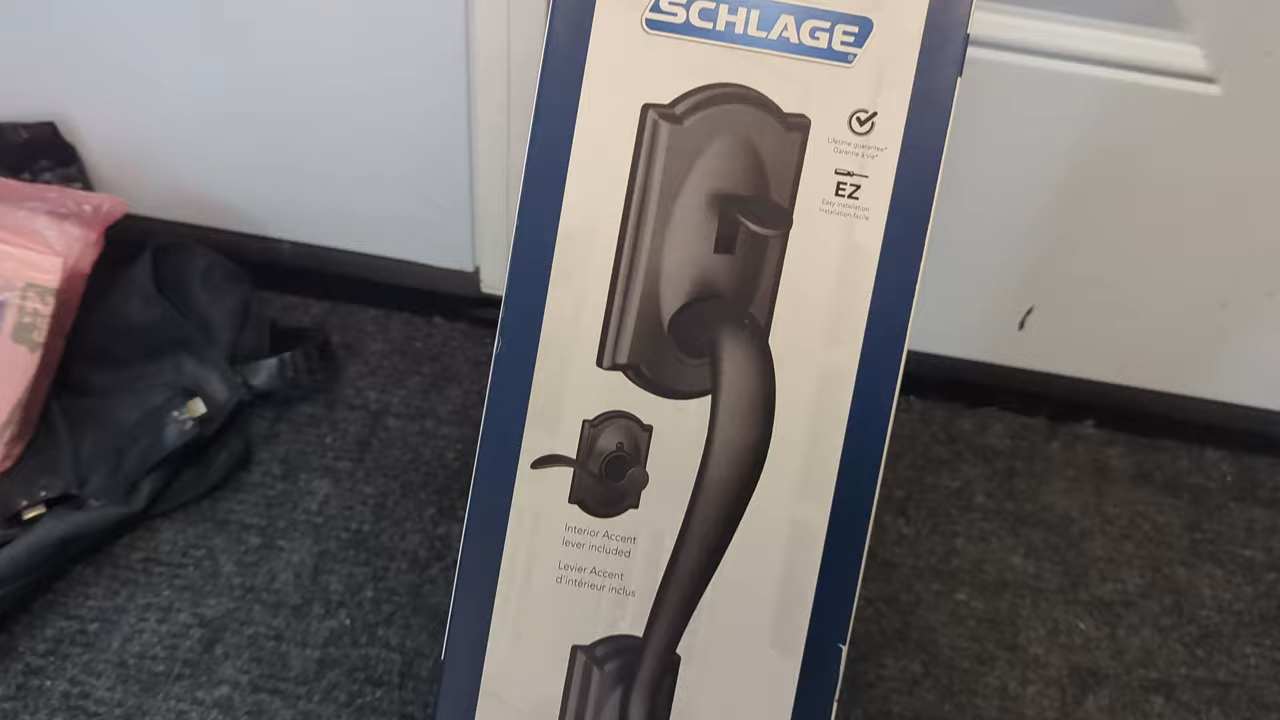 SCHLAGE
Lifetime guarantee*
Garantie à vie*
EZ
Easy installation
Installation facile
Interior Accent
lever included
Levier Accent
d'intérieur inclus